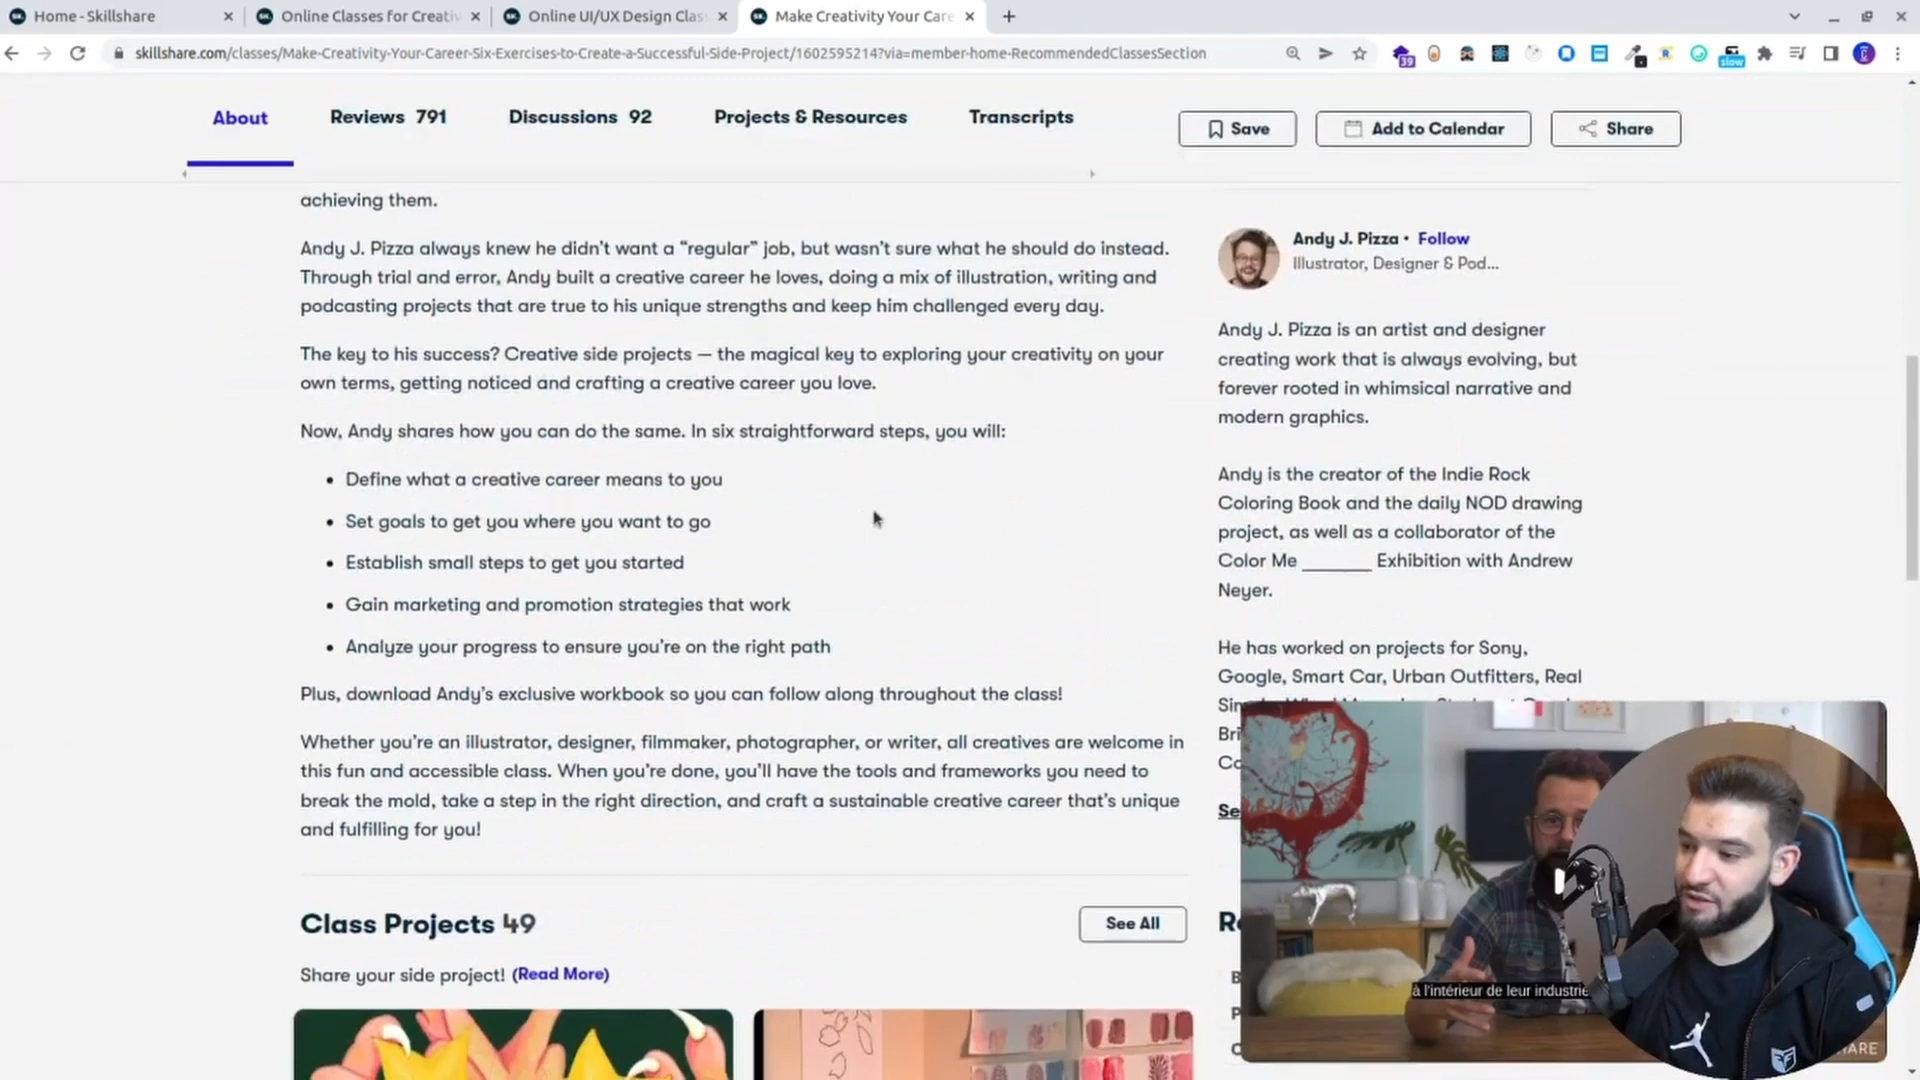 Home - Skillshare
Online Classes for Creativ
Online UI/UX Design Clas
Make Creativity Your Care
skillshare.com/classes/Make-Creativity-Your-Career-Six-Exercises-to-Create-a-Successful-Side-Project/1602595214?via=member-home-RecommendedClassesSection
39
slow
About
Reviews 791
Discussions 92
Projects & Resources
Transcripts
Save
Add to Calendar
Share
achieving them.
Andy J. Pizza always knew he didn’t want a “regular” job, but wasn’t sure what he should do instead.
Through trial and error, Andy built a creative career he loves, doing a mix of illustration, writing and
podcasting projects that are true to his unique strengths and keep him challenged every day.
The key to his success? Creative side projects — the magical key to exploring your creativity on your
own terms, getting noticed and crafting a creative career you love.
Now, Andy shares how you can do the same. In six straightforward steps, you will:
• Define what a creative career means to you
• Set goals to get you where you want to go
• Establish small steps to get you started
• Gain marketing and promotion strategies that work
• Analyze your progress to ensure you’re on the right path
Plus, download Andy’s exclusive workbook so you can follow along throughout the class!
Whether you’re an illustrator, designer, filmmaker, photographer, or writer, all creatives are welcome in
this fun and accessible class. When you’re done, you’ll have the tools and frameworks you need to
break the mold, take a step in the right direction, and craft a sustainable creative career that’s unique
and fulfilling for you!
Class Projects 49
See All
Share your side project! (Read More)
Andy J. Pizza • Follow
Illustrator, Designer & Pod...
Andy J. Pizza is an artist and designer
creating work that is always evolving, but
forever rooted in whimsical narrative and
modern graphics.
Andy is the creator of the Indie Rock
Coloring Book and the daily NOD drawing
project, as well as a collaborator of the
Color Me _______ Exhibition with Andrew
Neyer.
He has worked on projects for Sony,
Google, Smart Car, Urban Outfitters, Real
à l'intérieur de leur industrie